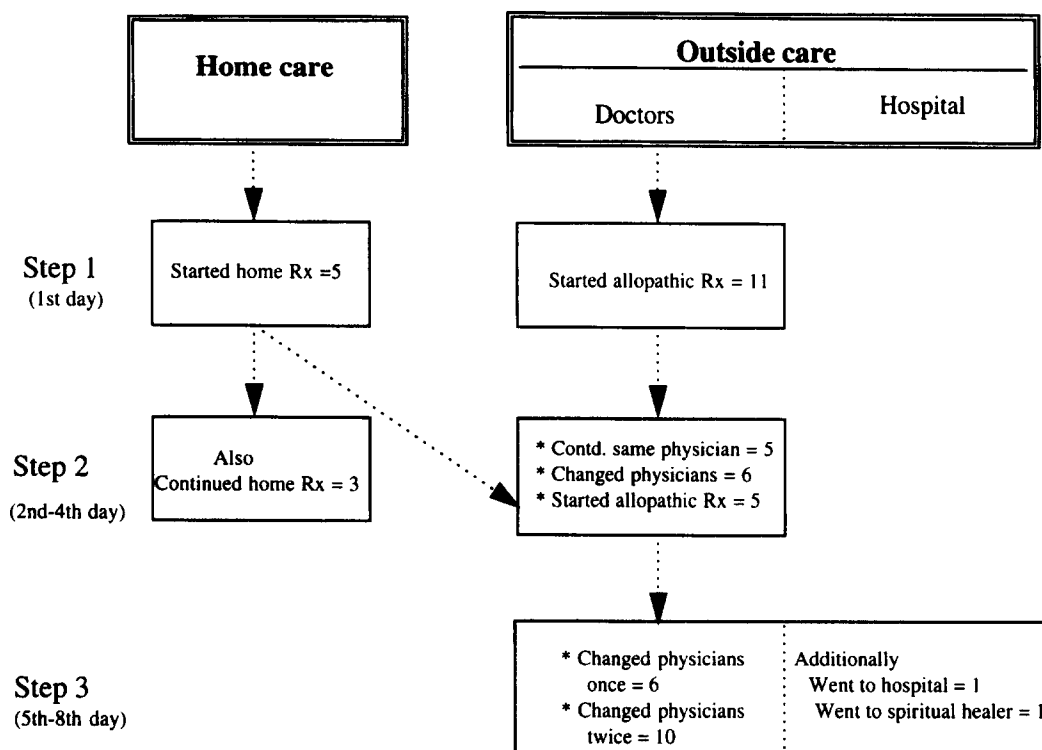 Home care
Outside care
Doctors
Hospital
Step 1
(1st day)
Started home Rx =5
Started allopathic Rx = 11
Step 2
(2nd-4th day)
Also
Continued home Rx = 3
* Contd. same physician = 5
* Changed physicians = 6
* Started allopathic Rx = 5
Step 3
(5th-8th day)
* Changed physicians
once = 6
* Changed physicians
twice = 10
Additionally
Went to hospital = 1
Went to spiritual healer = 1